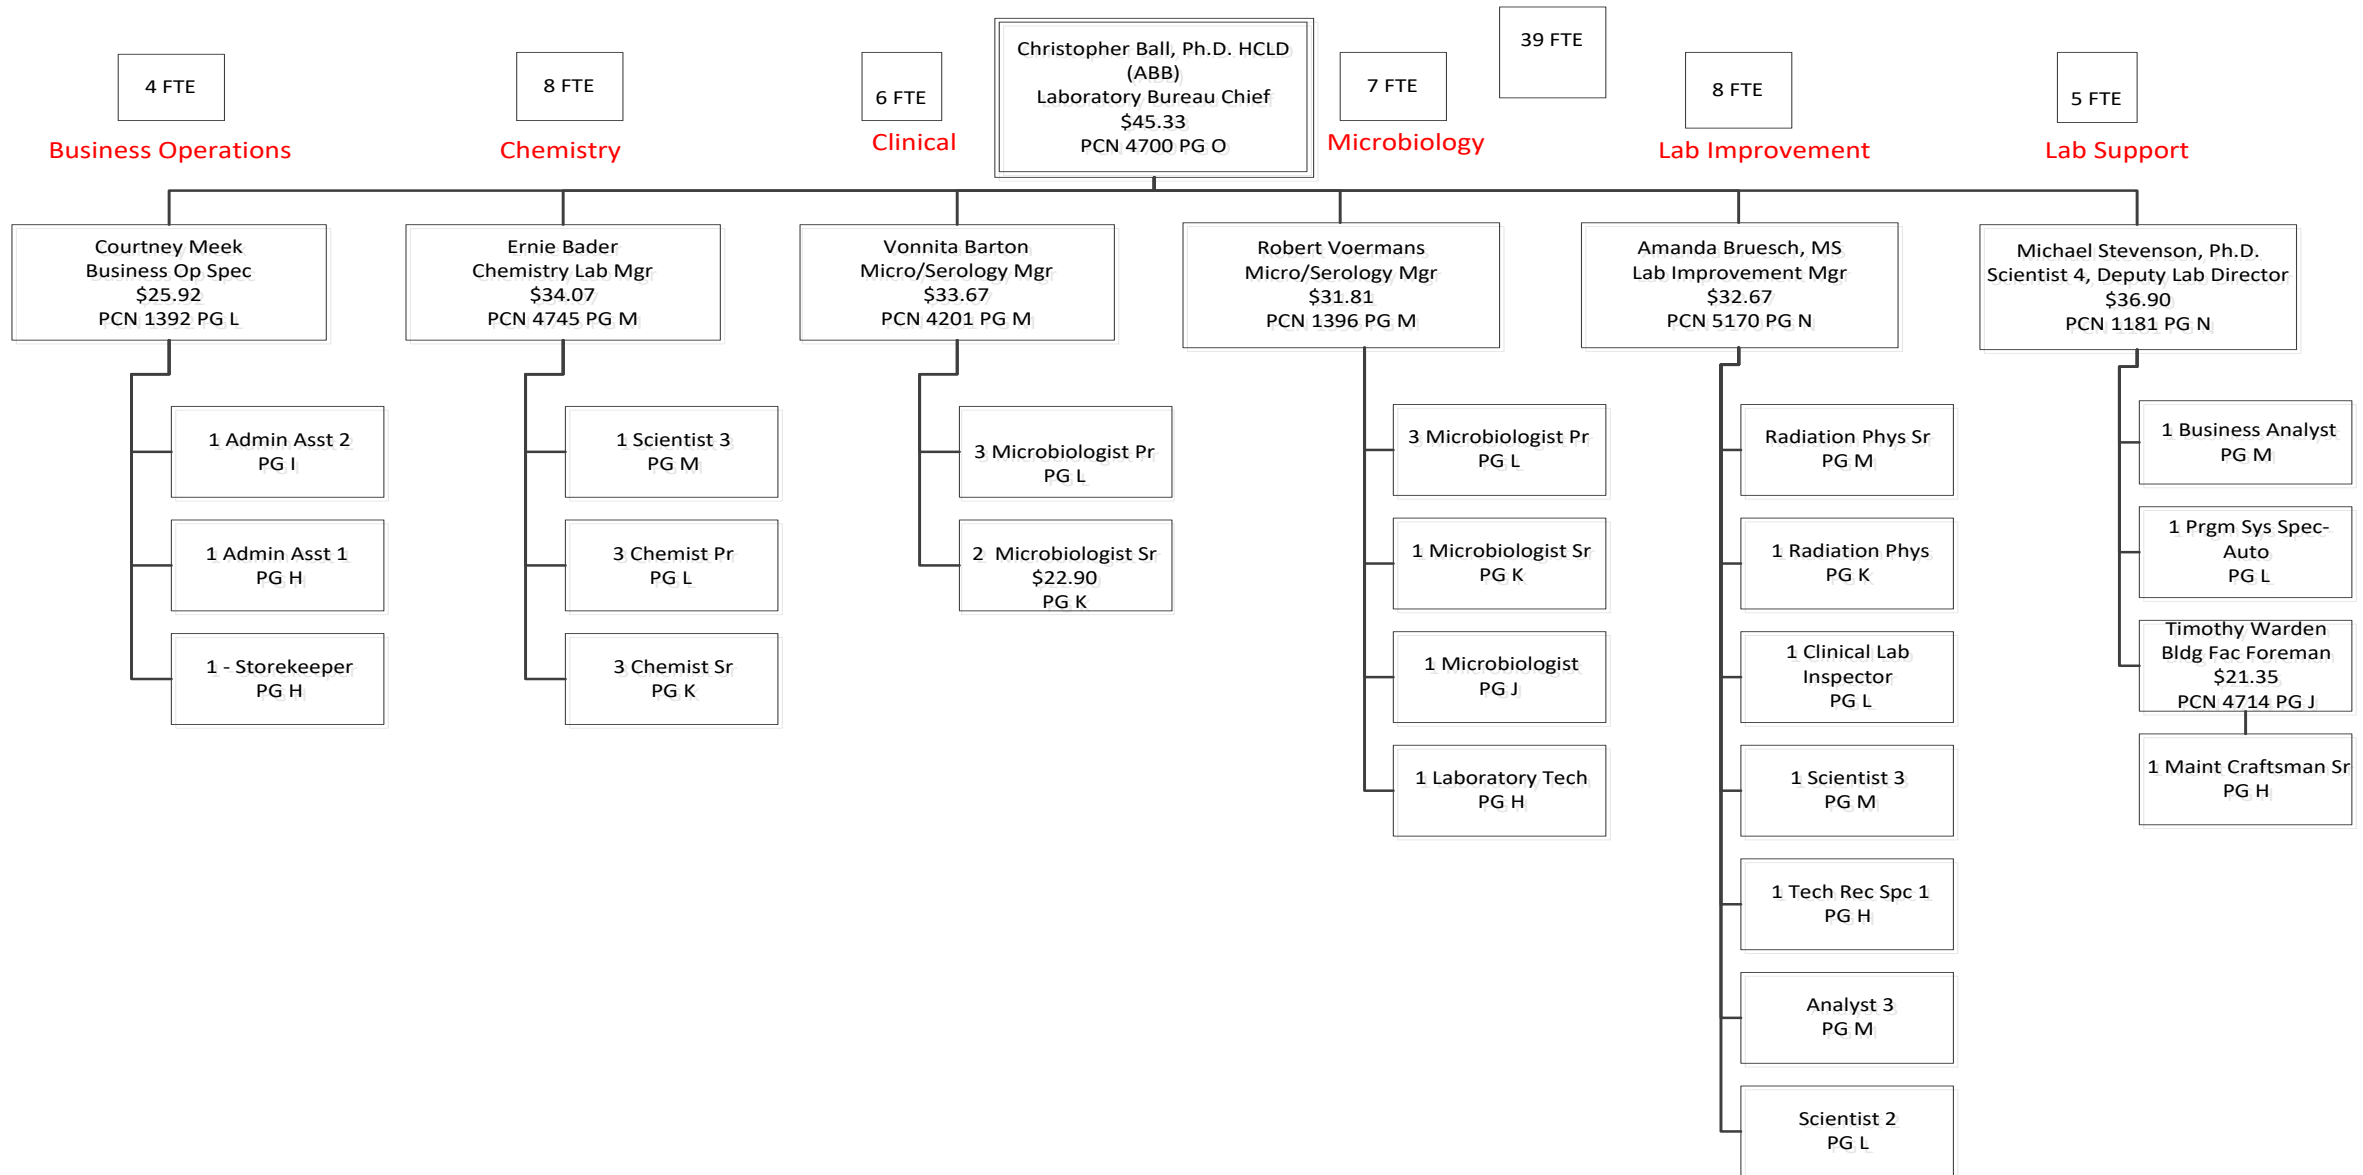 4 FTE
Business Operations
8 FTE
Chemistry
6 FTE
Clinical
Christopher Ball, Ph.D. HCLD
(ABB)
Laboratory Bureau Chief
$45.33
PCN 4700 PG O
7 FTE
Microbiology
39 FTE
8 FTE
Lab Improvement
5 FTE
Lab Support
Courtney Meek
Business Op Spec
$25.92
PCN 1392 PG L
1 Admin Asst 2
PG I
1 Admin Asst 1
PG H
1 - Storekeeper
PG H
Ernie Bader
Chemistry Lab Mgr
$34.07
PCN 4745 PG M
1 Scientist 3
PG M
3 Chemist Pr
PG L
3 Chemist Sr
PG K
Vonnita Barton
Micro/Serology Mgr
$33.67
PCN 4201 PG M
3 Microbiologist Pr
PG L
2 Microbiologist Sr
$22.90
PG K
Robert Voermans
Micro/Serology Mgr
$31.81
PCN 1396 PG M
3 Microbiologist Pr
PG L
1 Microbiologist Sr
PG K
1 Microbiologist
PG J
1 Laboratory Tech
PG H
Amanda Bruesch, MS
Lab Improvement Mgr
$32.67
PCN 5170 PG N
Radiation Phys Sr
PG M
1 Radiation Phys
PG K
1 Clinical Lab
Inspector
PG L
1 Scientist 3
PG M
1 Tech Rec Spc 1
PG H
Analyst 3
PG M
Scientist 2
PG L
Michael Stevenson, Ph.D.
Scientist 4, Deputy Lab Director
$36.90
PCN 1181 PG N
1 Business Analyst
PG M
1 Prgm Sys Spec-
Auto
PG L
Timothy Warden
Bldg Fac Foreman
$21.35
PCN 4714 PG J
1 Maint Craftsman Sr
PG H